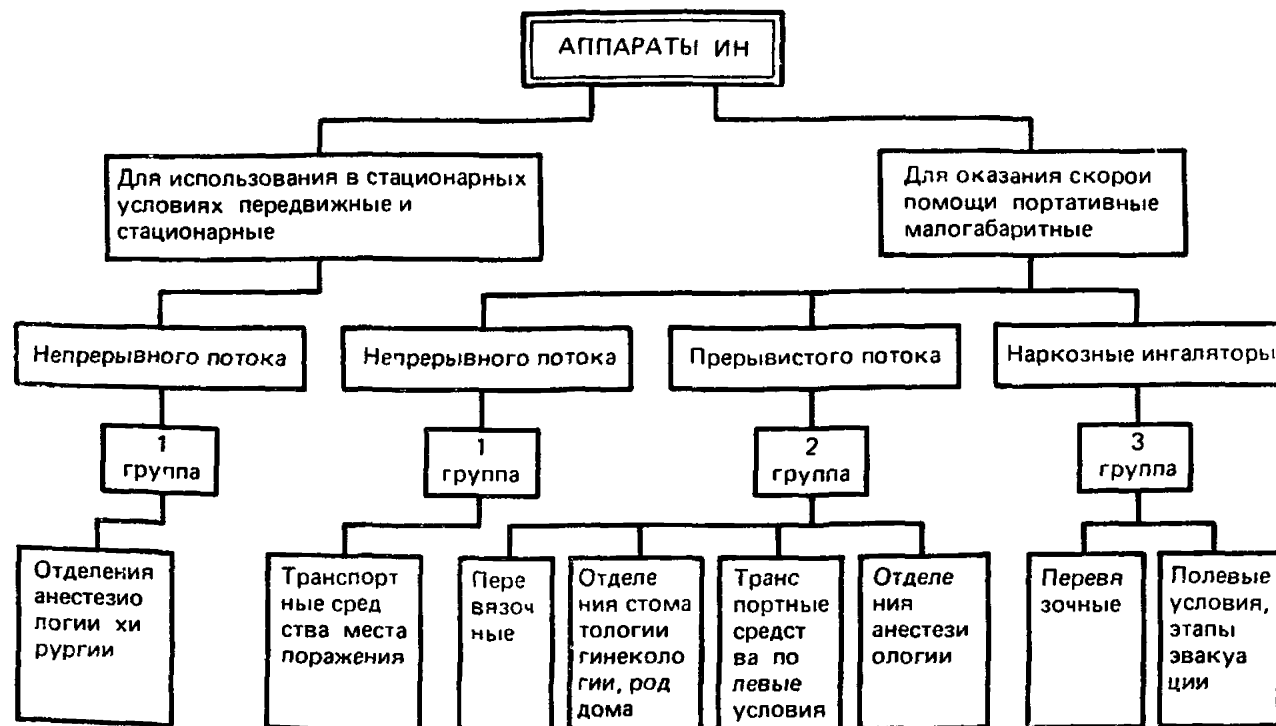 АППАРАТЫ ИН
Для использования в стационарных
условиях передвижные и
стационарные
Для оказания скорои
помощи портативные
малогабаритные
Непрерывного потока
Непрерывного потока
Прерывистого потока
Наркозные ингаляторы
1
группа
1
группа
2
группа
3
группа
Отделения
анестезио
логии хи
рургии
Транспорт
ные сред
ства места
поражения
Пере
вязоч
ные
Отделе
ния стома
тологии
гинеколо
гии, род
дома
Транс
портные
средст
ва по
левые
условия
Отделе
ния
анестези
ологии
Перевя
зочные
Полевые
условия,
этапы
эвакуа
ции